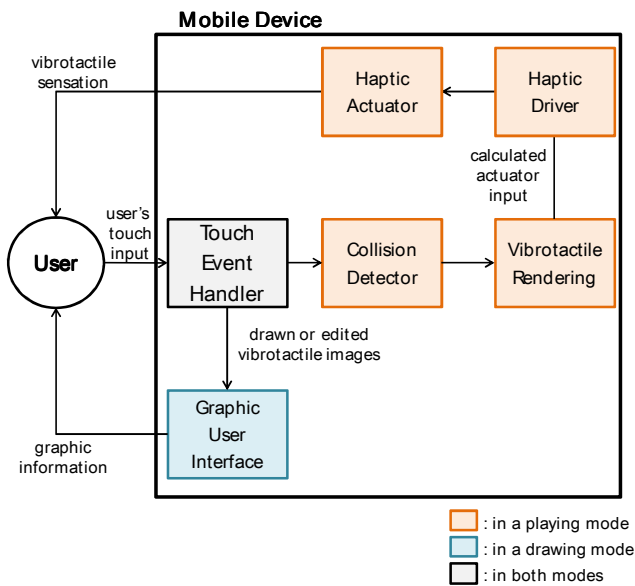 Mobile Device
vibrotactile
sensation
Haptic
Actuator
Haptic
Driver
calculated
actuator
input
user's
touch
input
User
Touch
Event
Handler
Collision
Detector
Vibrotactile
Rendering
drawn or edited
vibrotactile images
Graphic
User
Interface
graphic
information
: in a playing mode
: in a drawing mode
: in both modes